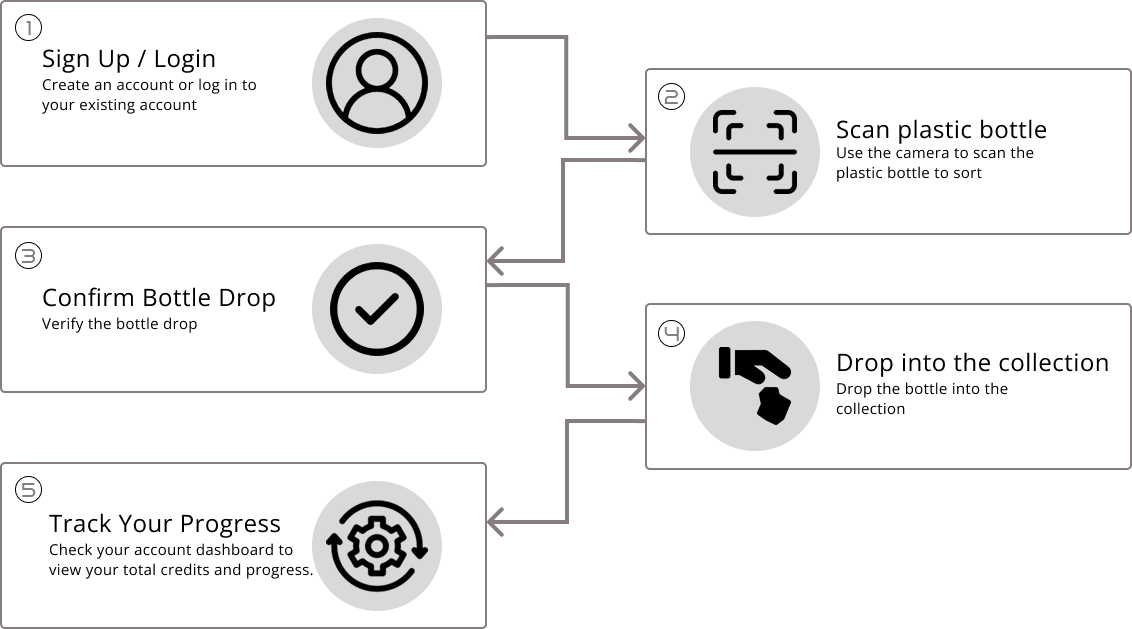 1
Sign Up / Login
Create an account or log in to
your existing account
2
Scan plastic bottle
Use the camera to scan the
plastic bottle to sort
3
Confirm Bottle Drop
Verify the bottle drop
4
Drop into the collection
Drop the bottle into the
collection
5
Track Your Progress
Check your account dashboard to
view your total credits and progress.